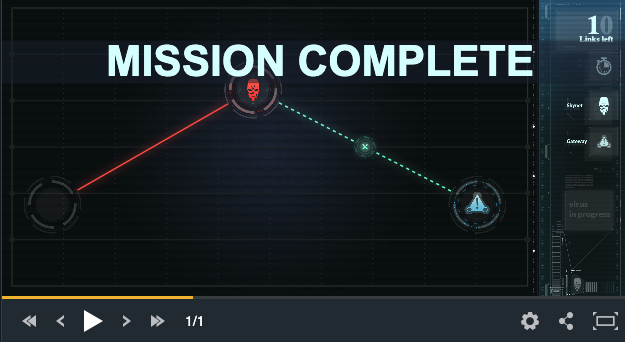 MISSION COMPLETE
10
Links left
Skynet
Gateway
virus
in progress
1/1